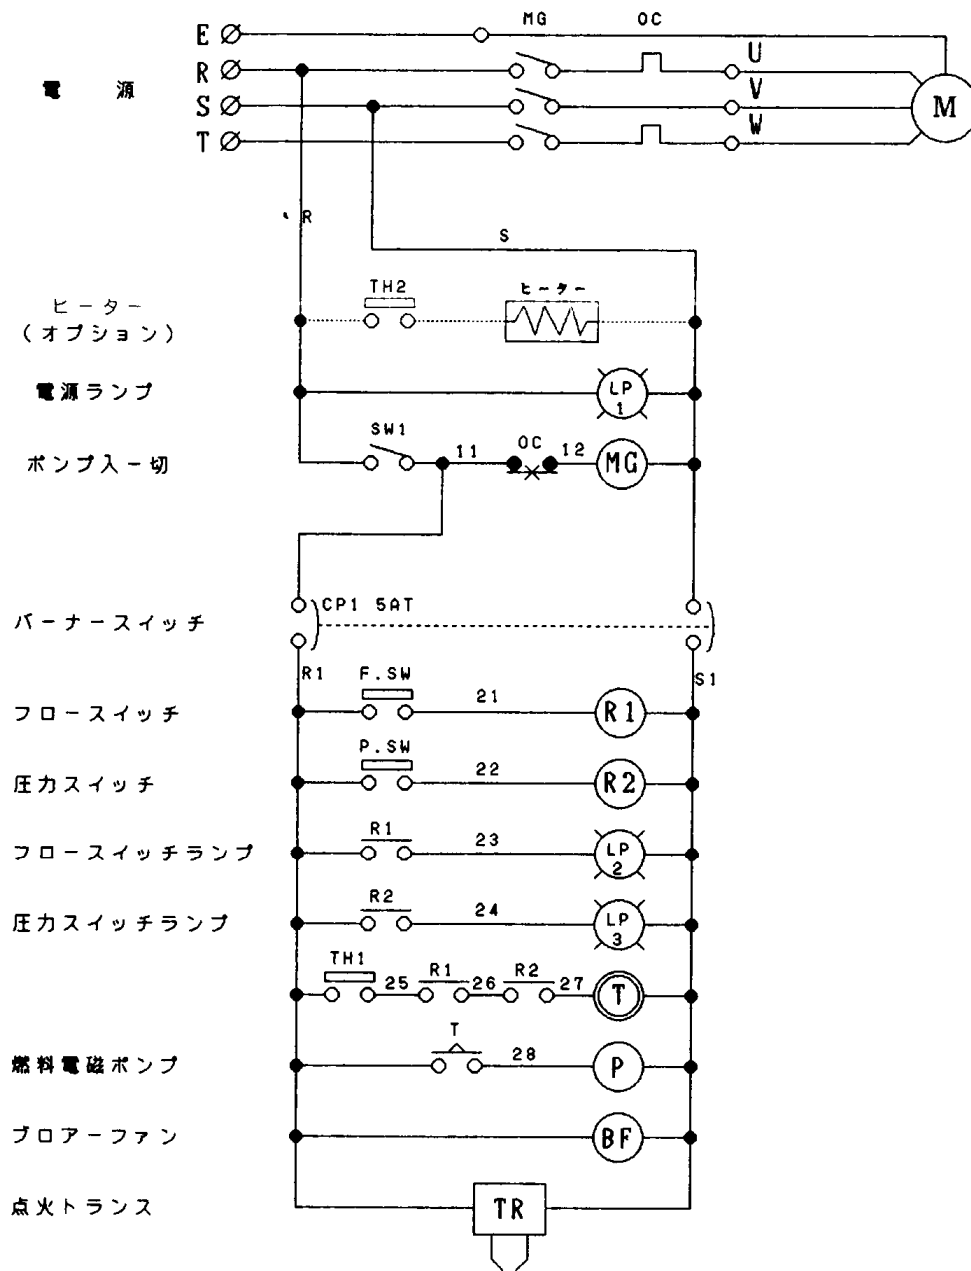 MG OC
E
R U
電 源
S V
M
T W
R
S
TH2 ヒーター
ヒーター
(オプション)
電源ランプ LP
1
SW1 11 OC 12
ポンプ入ー切 MG
CP1 5AT
バーナースイッチ
R1 F.SW 21 S1
フロースイッチ R1
P.SW 22
圧力スイッチ R2
R1 23
フロースイッチランプ LP
2
R2 24
圧力スイッチランプ LP
3
TH1 25 R1 26 R2 27
T
T 28
燃料電磁ポンプ P
ブロアーファン BF
点火トランス TR